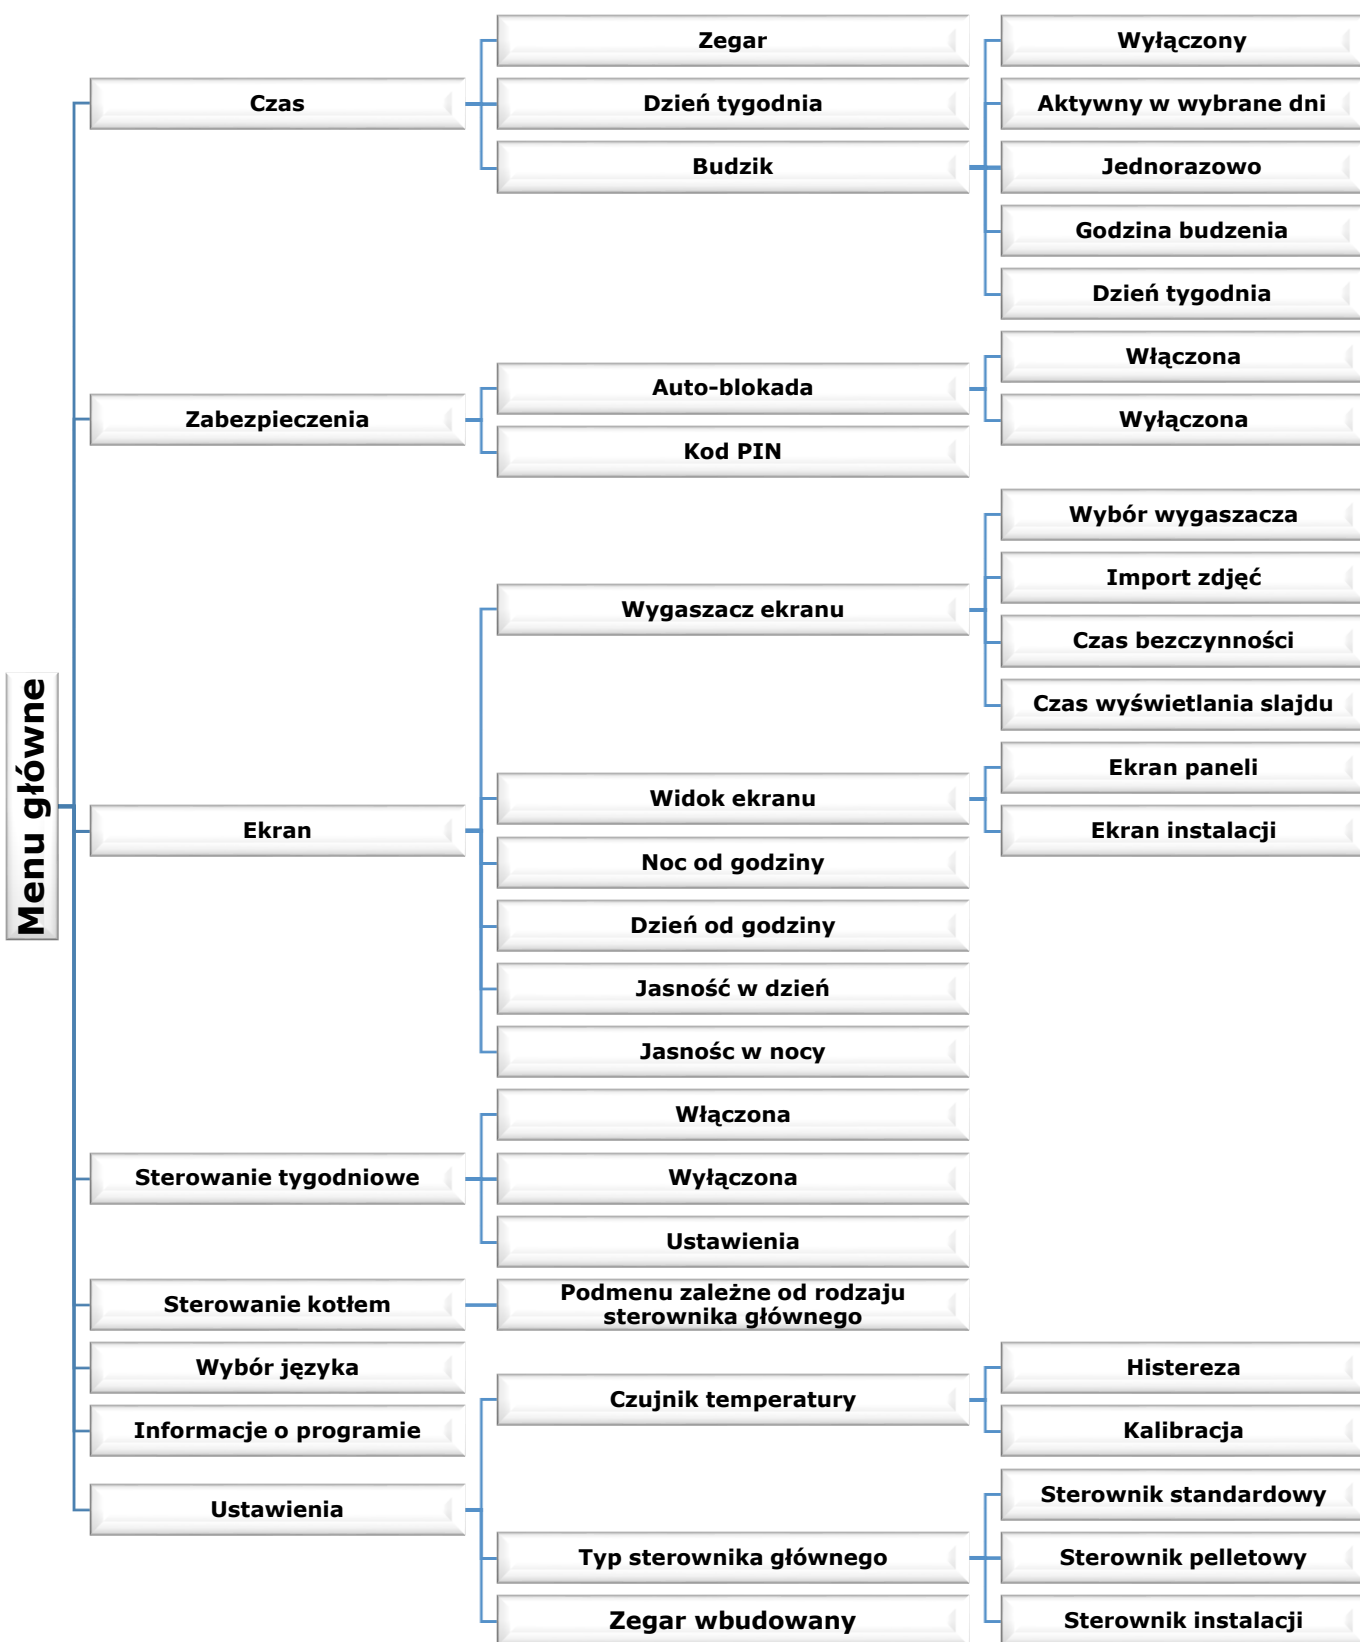 Menu główne
Czas
Zegar
Dzień tygodnia
Budzik
Wyłączony
Aktywny w wybrane dni
Jednorazowo
Godzina budzenia
Dzień tygodnia
Zabezpieczenia
Auto-blokada
Włączona
Wyłączona
Kod PIN
Ekran
Wygaszacz ekranu
Wybór wygaszacza
Import zdjęć
Czas bezczynności
Czas wyświetlania slajdu
Widok ekranu
Ekran paneli
Ekran instalacji
Noc od godziny
Dzień od godziny
Jasność w dzień
Jasnośc w nocy
Sterowanie tygodniowe
Włączona
Wyłączona
Ustawienia
Sterowanie kotłem
Podmenu zależne od rodzaju
sterownika głównego
Wybór języka
Informacje o programie
Ustawienia
Czujnik temperatury
Histereza
Kalibracja
Typ sterownika głównego
Sterownik standardowy
Sterownik pelletowy
Sterownik instalacji
Zegar wbudowany